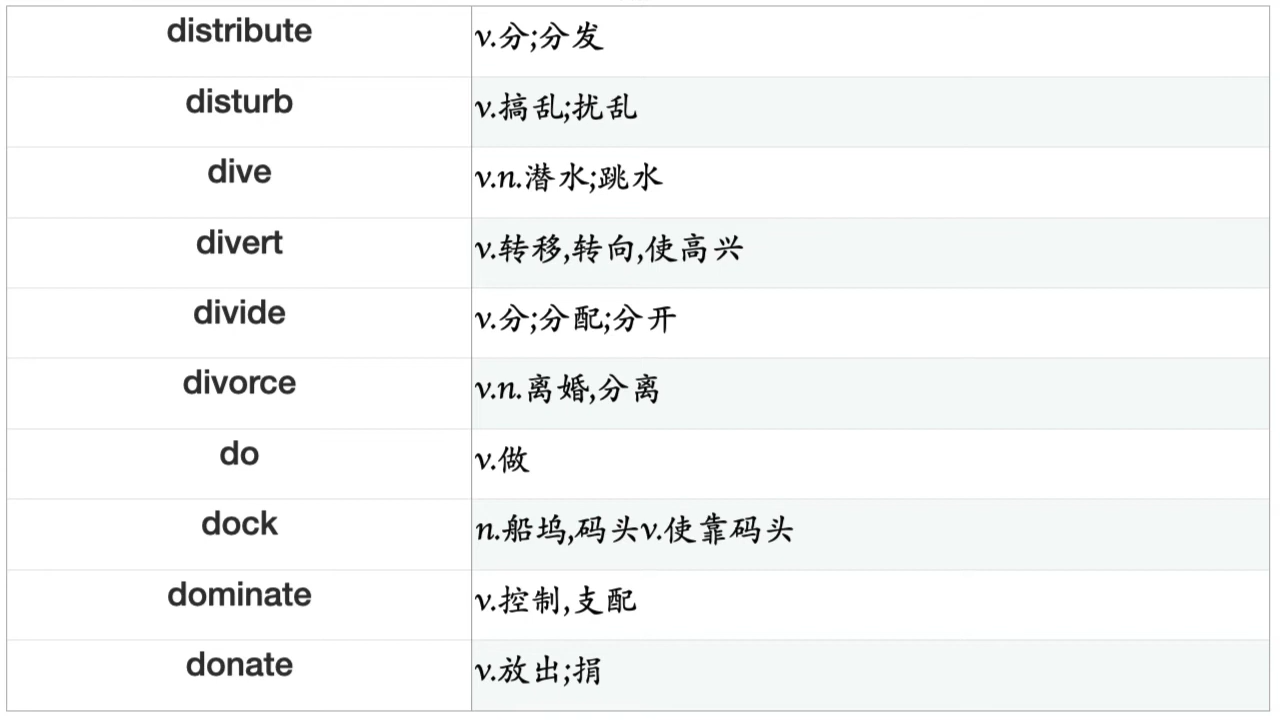 distribute v.分;分发
disturb v.搞乱;扰乱
dive v.n.潜水;跳水
divert v.转移,转向,使高兴
divide v.分;分配;分开
divorce v.n.离婚,分离
do v.做
dock n.船坞,码头v.使靠码头
dominate v.控制,支配
donate v.放出;捐